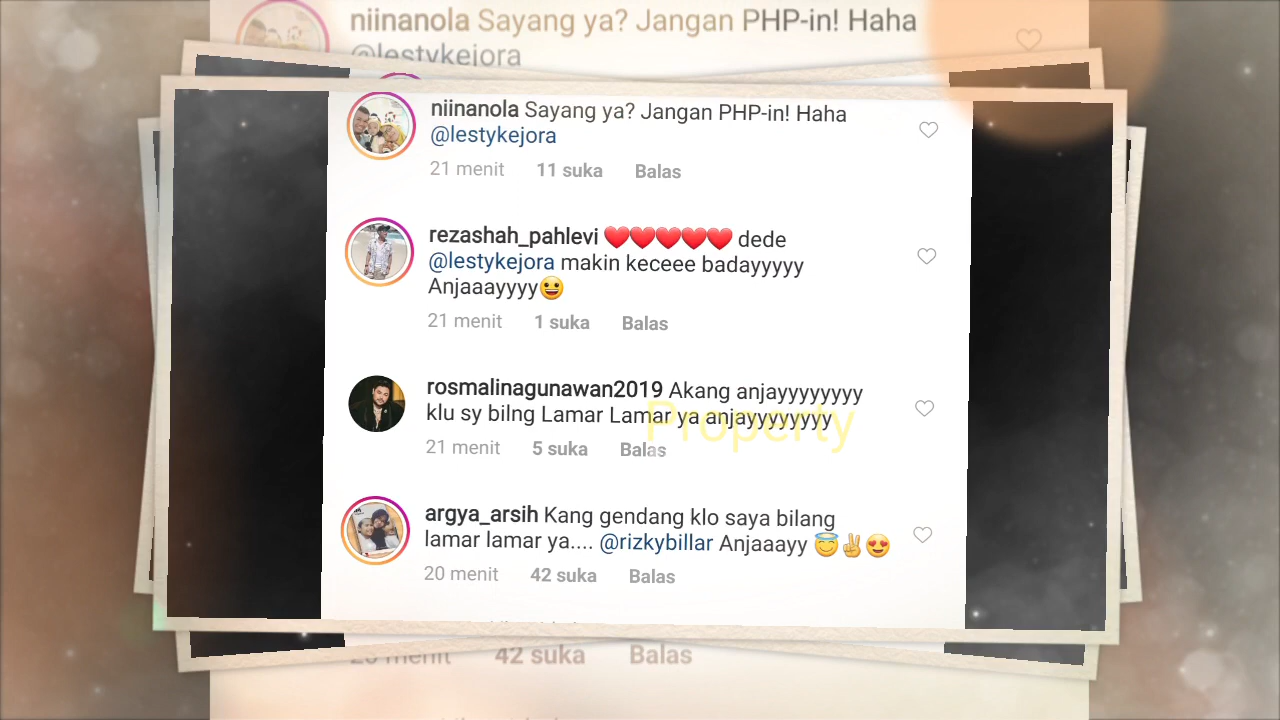 niinanola Sayang ya? Jangan PHP-in! Haha
@lestykejora
niinanola Sayang ya? Jangan PHP-in! Haha
@lestykejora
21 menit 11 suka Balas
rezashah_pahlevi ❤️❤️❤️❤️❤️ dede
@lestykejora makin keceee badayyyyy
Anjaaayyyy😀
21 menit 1 suka Balas
rosmalinagunawan2019 Akang anjayyyyyyyy
klu sy bilng Lamar Lamar ya anjayyyyyyyy
Property
21 menit 5 suka Balas
argya_arsih Kang gendang klo saya bilang
lamar lamar ya.... @rizkybillar Anjaaayy 😇✌️😍
20 menit 42 suka Balas
20 menit 42 suka Balas